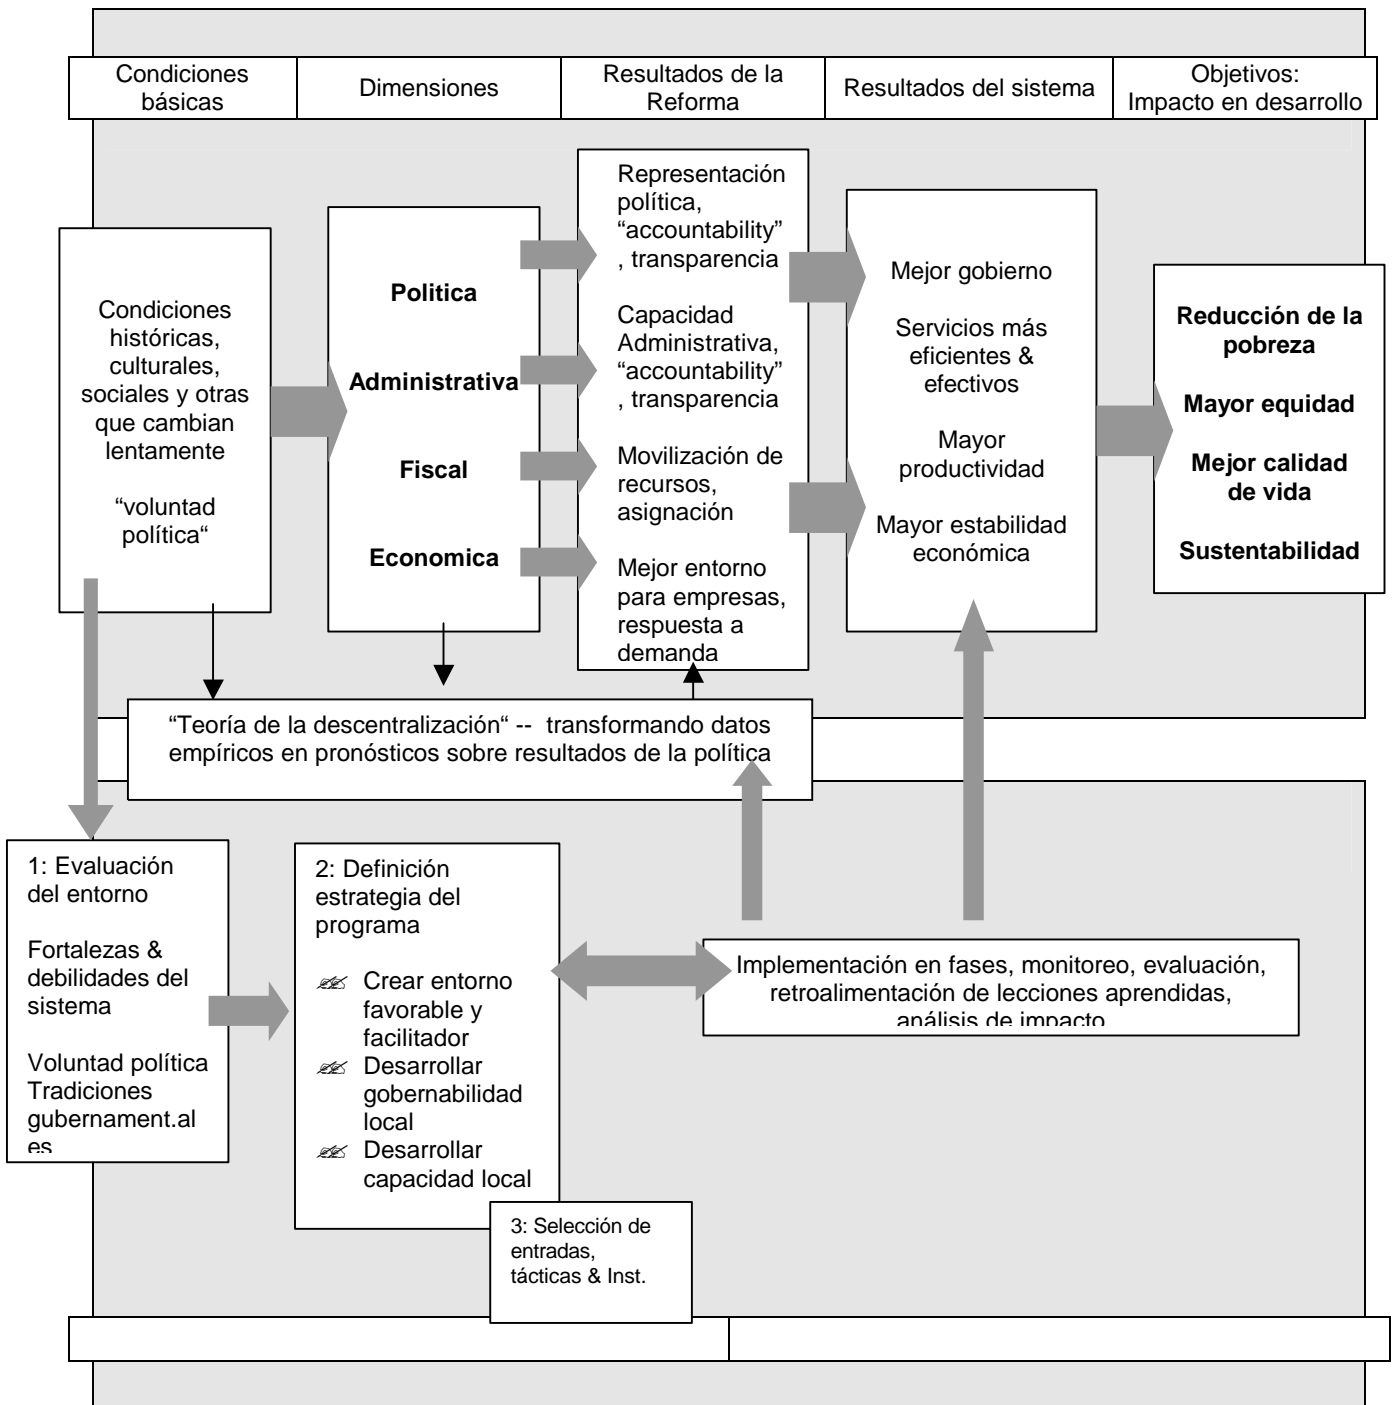 Condiciones
básicas
Dimensiones
Resultados de la
Reforma
Resultados del sistema
Objetivos:
Impacto en desarrollo
Condiciones
históricas,
culturales,
sociales y otras
que cambian
lentamente
“voluntad
política“
Politica
Administrativa
Fiscal
Economica
Representación
política,
“accountability”
, transparencia
Capacidad
Administrativa,
“accountability”
, transparencia
Movilización de
recursos,
asignación
Mejor entorno
para empresas,
respuesta a
demanda
Mejor gobierno
Servicios más
eficientes &
efectivos
Mayor
productividad
Mayor estabilidad
económica
Reducción de la
pobreza
Mayor equidad
Mejor calidad
de vida
Sustentabilidad
“Teoría de la descentralización“ -- transformando datos
empíricos en pronósticos sobre resultados de la política
1: Evaluación
del entorno
Fortalezas &
debilidades del
sistema
Voluntad política
Tradiciones
gubernament.al
es
2: Definición
estrategia del
programa
Crear entorno
favorable y
facilitador
Desarrollar
gobernabilidad
local
Desarrollar
capacidad local
3: Selección de
entradas,
tácticas & Inst.
Implementación en fases, monitoreo, evaluación,
retroalimentación de lecciones aprendidas,
análisis de impacto